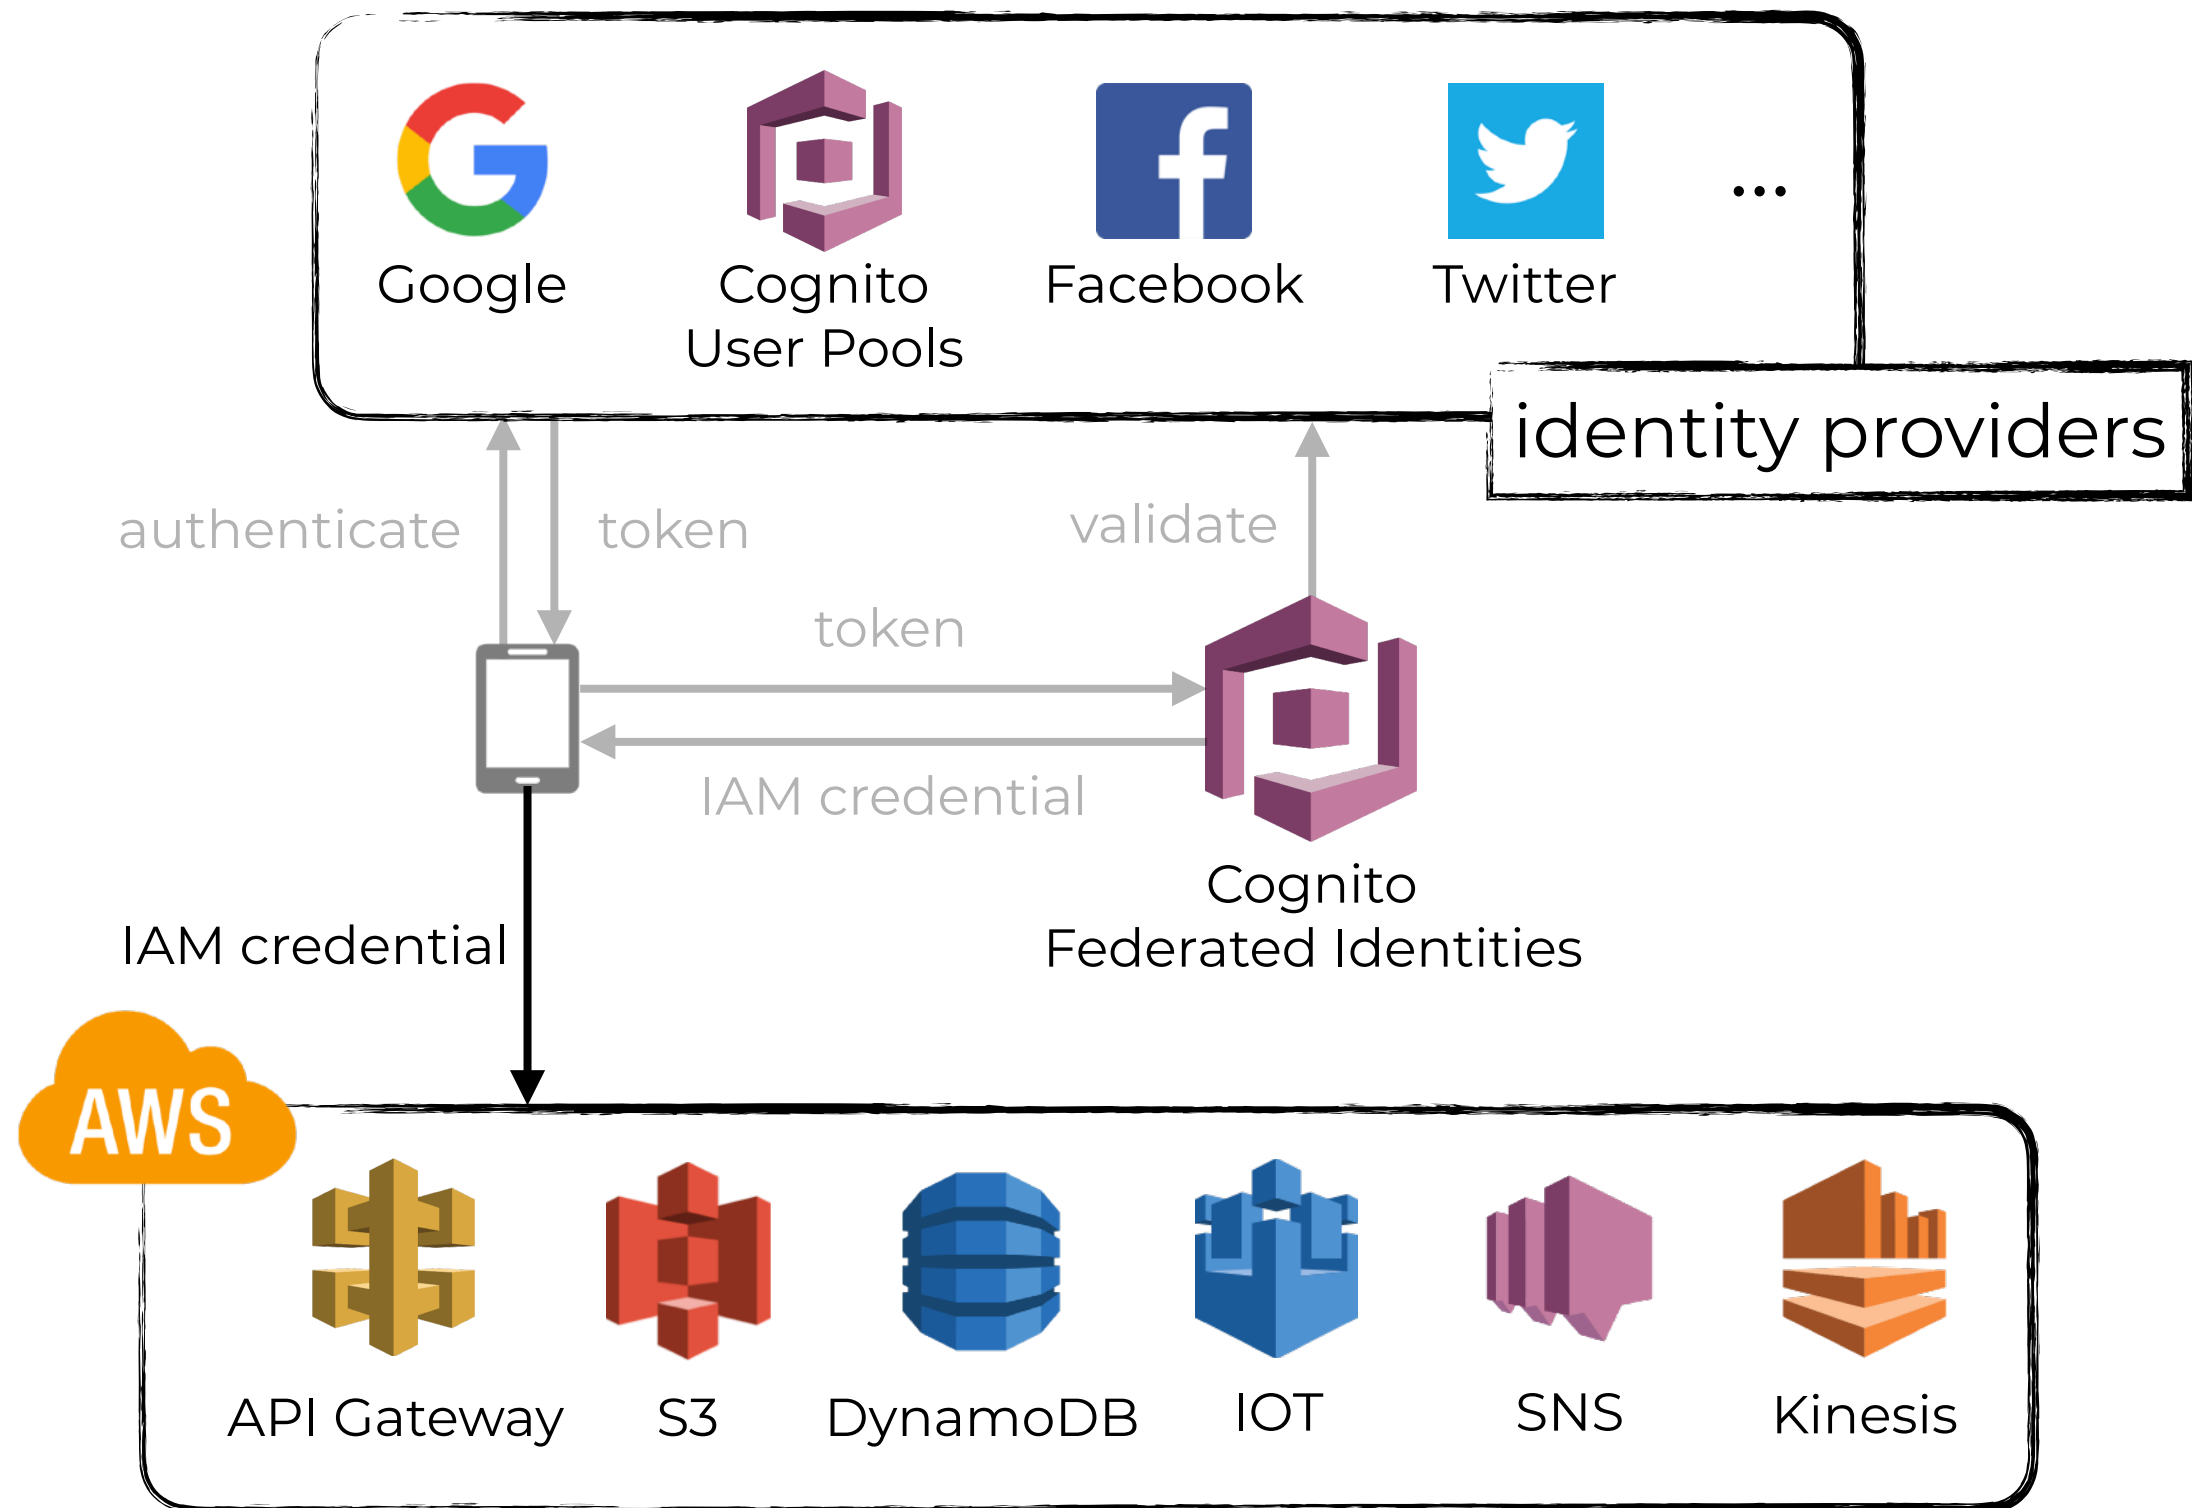 Google
Cognito
User Pools
Facebook
Twitter
...
identity providers
authenticate
token
validate
token
IAM credential
Cognito
Federated Identities
IAM credential
AWS
API Gateway
S3
DynamoDB
IOT
SNS
Kinesis